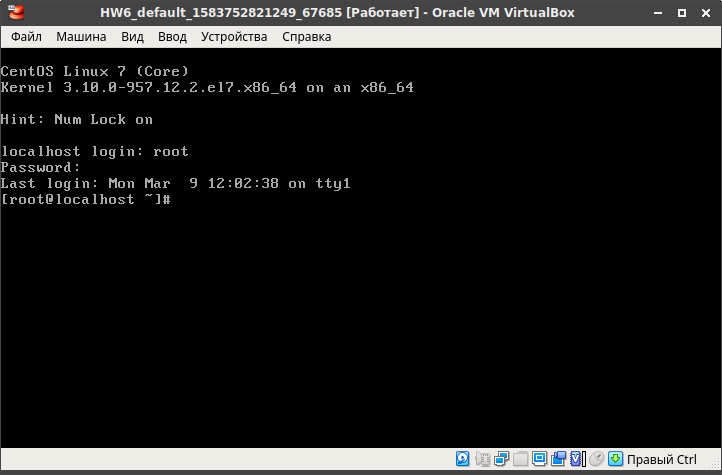 HW6_default_1583752821249_67685 [Работает] - Oracle VM VirtualBox
Файл Машина Вид Ввод Устройства Справка
CentOS Linux 7 (Core)
Kernel 3.10.0-957.12.2.el7.x86_64 on an x86_64
Hint: Num Lock on
localhost login: root
Password:
Last login: Mon Mar  9 12:02:38 on tty1
[root@localhost ~]#
Правый Ctrl